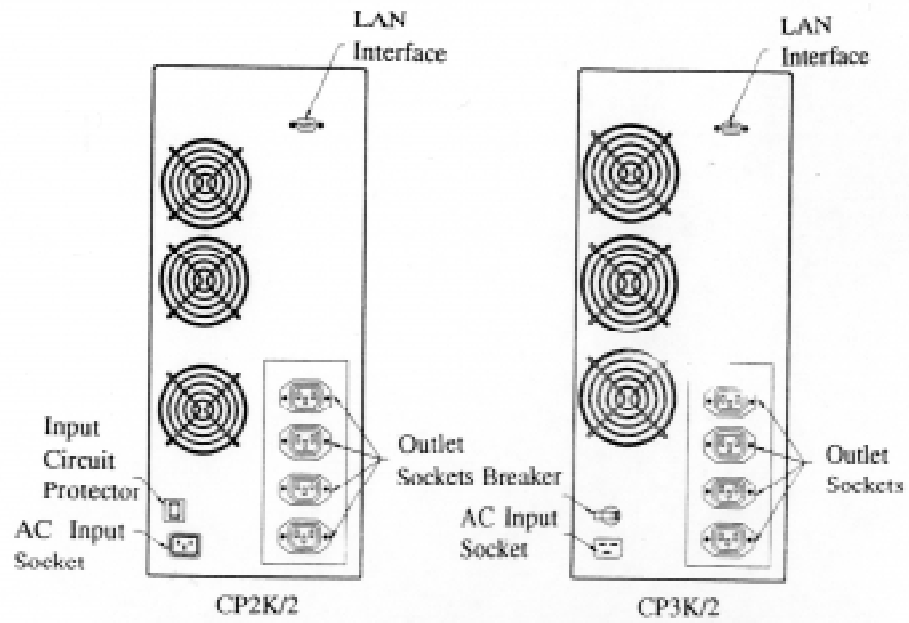 LAN
Interface
LAN
Interface
Input
Circuit
Protector
AC Input
Socket
Outlet
Sockets
Breaker
AC Input
Socket
Outlet
Sockets
CP2K/2
CP3K/2